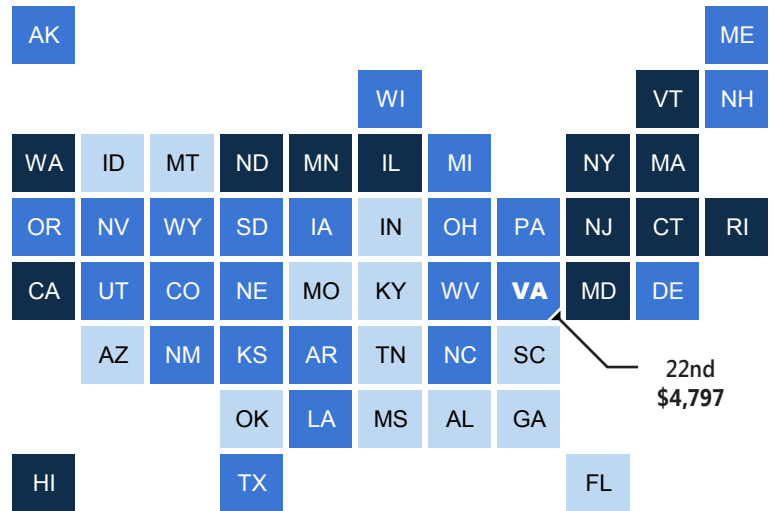 AK ME
WI VT NH
WA ID MT ND MN IL MI NY MA
OR NV WY SD IA IN OH PA NJ CT RI
CA UT CO NE MO KY WV VA MD DE
AZ NM KS AR TN NC SC
22nd
$4,797
OK LA MS AL GA
HI TX FL